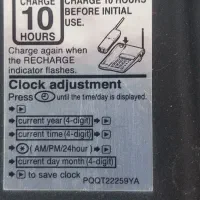 CHARGE
10
HOURS
CHARGE 10 HOURS
BEFORE INITIAL
USE.
Charge again when
the RECHARGE
indicator flashes.
Clock adjustment
Press until the time/day is displayed.
current year (4-digit)
current time (4-digit)
( AM/PM/24hour )
current day month (4-digit)
to save clock
PQQT22259YA